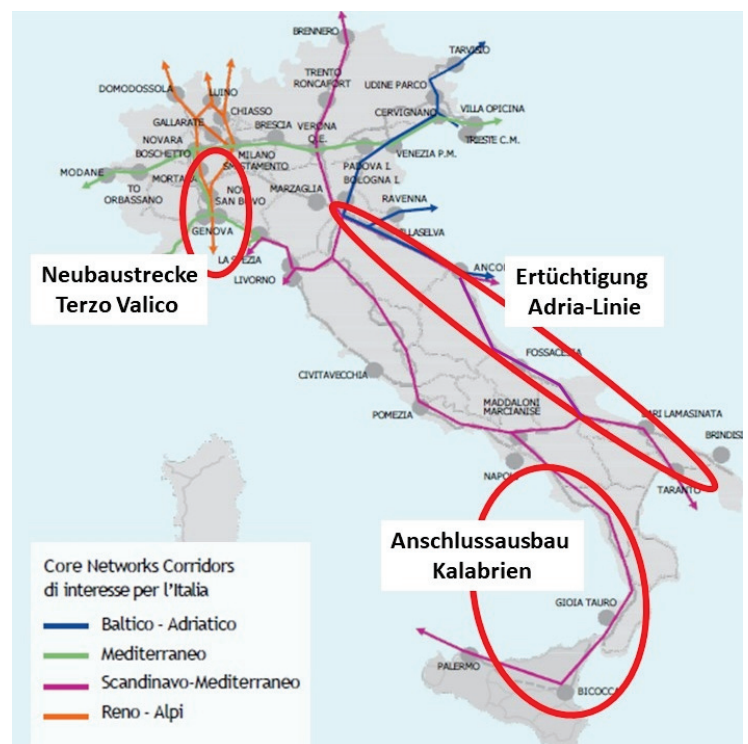 BRENNERO
TARVISIO
TRENTO
RONCAFORT
UDINE PARCO
DOMODOSSOLA
LUINO
CHIASSO
GALLARATE
CERVIGNANO
VILLA OPICINA
BRESCIA
VERONA
Q.E.
TRIESTE C.M.
NOVARA
BOSCHETTO
MILANO
SMISTAMENTO
VENEZIA P.M.
PADOVA I.
BOLOGNA I.
MODANE
MORTARA
TO
ORBASSANO
NOVI
SAN BOVO
MARZAGLIA
RAVENNA
GENOVA
LA SPEZIA
LIVORNO
Neubaustrecke
Terzo Valico
Ertüchtigung
Adria-Linie
FOSSACESIA
CIVITAVECCHIA
POMEZIA
MADDALONI
MARCIANISE
BARI LAMASINATA
BRINDISI
NAPOLI
TARANTO
Anschlussausbau
Kalabrien
GIOIA TAURO
PALERMO
BICOCCA
Core Networks Corridors
di interesse per l'Italia
Baltico - Adriatico
Mediterraneo
Scandinavo-Mediterraneo
Reno - Alpi